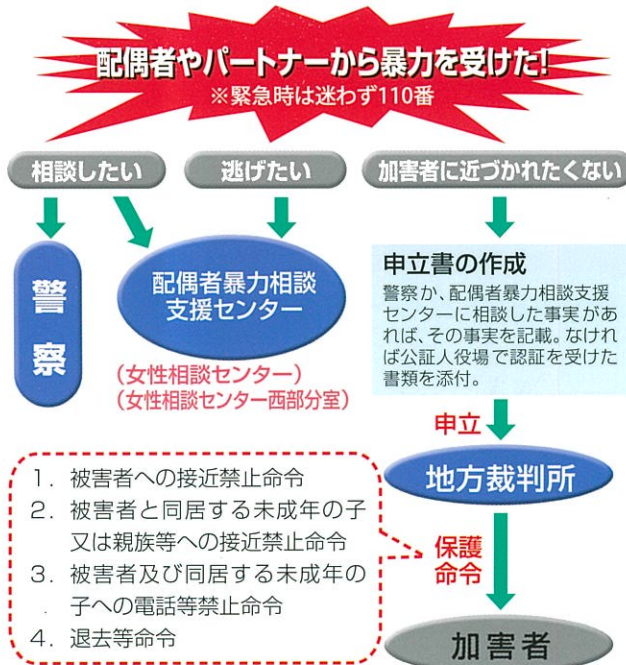 配偶者やパートナーから暴力を受けた!
※緊急時は迷わず110番
相談したい
逃げたい
加害者に近づかれたくない
警察
配偶者暴力相談
支援センター
(女性相談センター)
(女性相談センター西部分室)
申立書の作成
警察か、配偶者暴力相談支援
センターに相談した事実があ
れば、その事実を記載。なけれ
ば公証人役場で認証を受けた
書類を添付。
申立
地方裁判所
保護
命令
1. 被害者への接近禁止命令
2. 被害者と同居する未成年の子
又は親族等への接近禁止命令
3. 被害者及び同居する未成年の
. 子への電話等禁止命令
4. 退去等命令
加害者